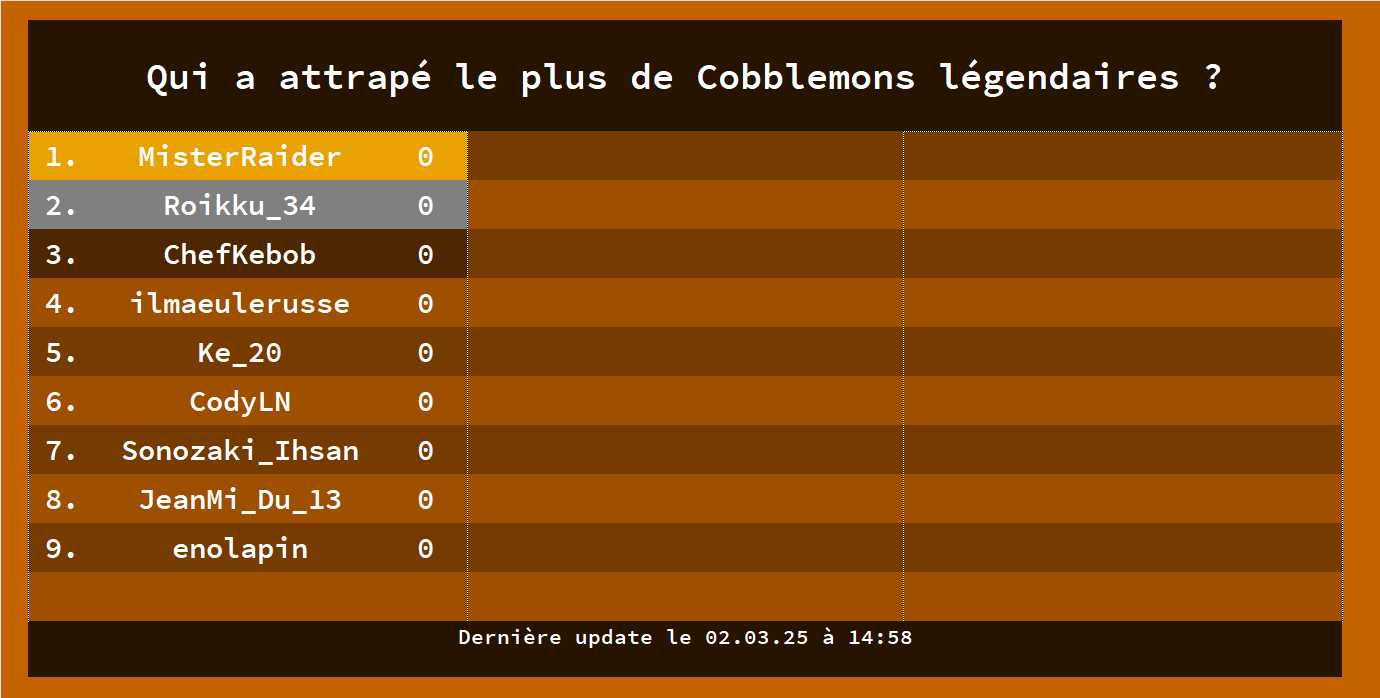 Qui a attrapé le plus de Cobblemons légendaires ?
1. MisterRaider 0
2. Roikku_34 0
3. ChefKebob 0
4. ilmaeulerusse 0
5. Ke_20 0
6. CodyLN 0
7. Sonozaki_Ihsan 0
8. JeanMi_Du_13 0
9. enolapin 0
Dernière update le 02.03.25 à 14:58